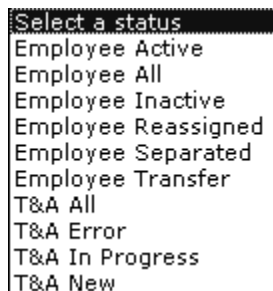 Select a status
Employee Active
Employee All
Employee Inactive
Employee Reassigned
Employee Separated
Employee Transfer
T&A All
T&A Error
T&A In Progress
T&A New